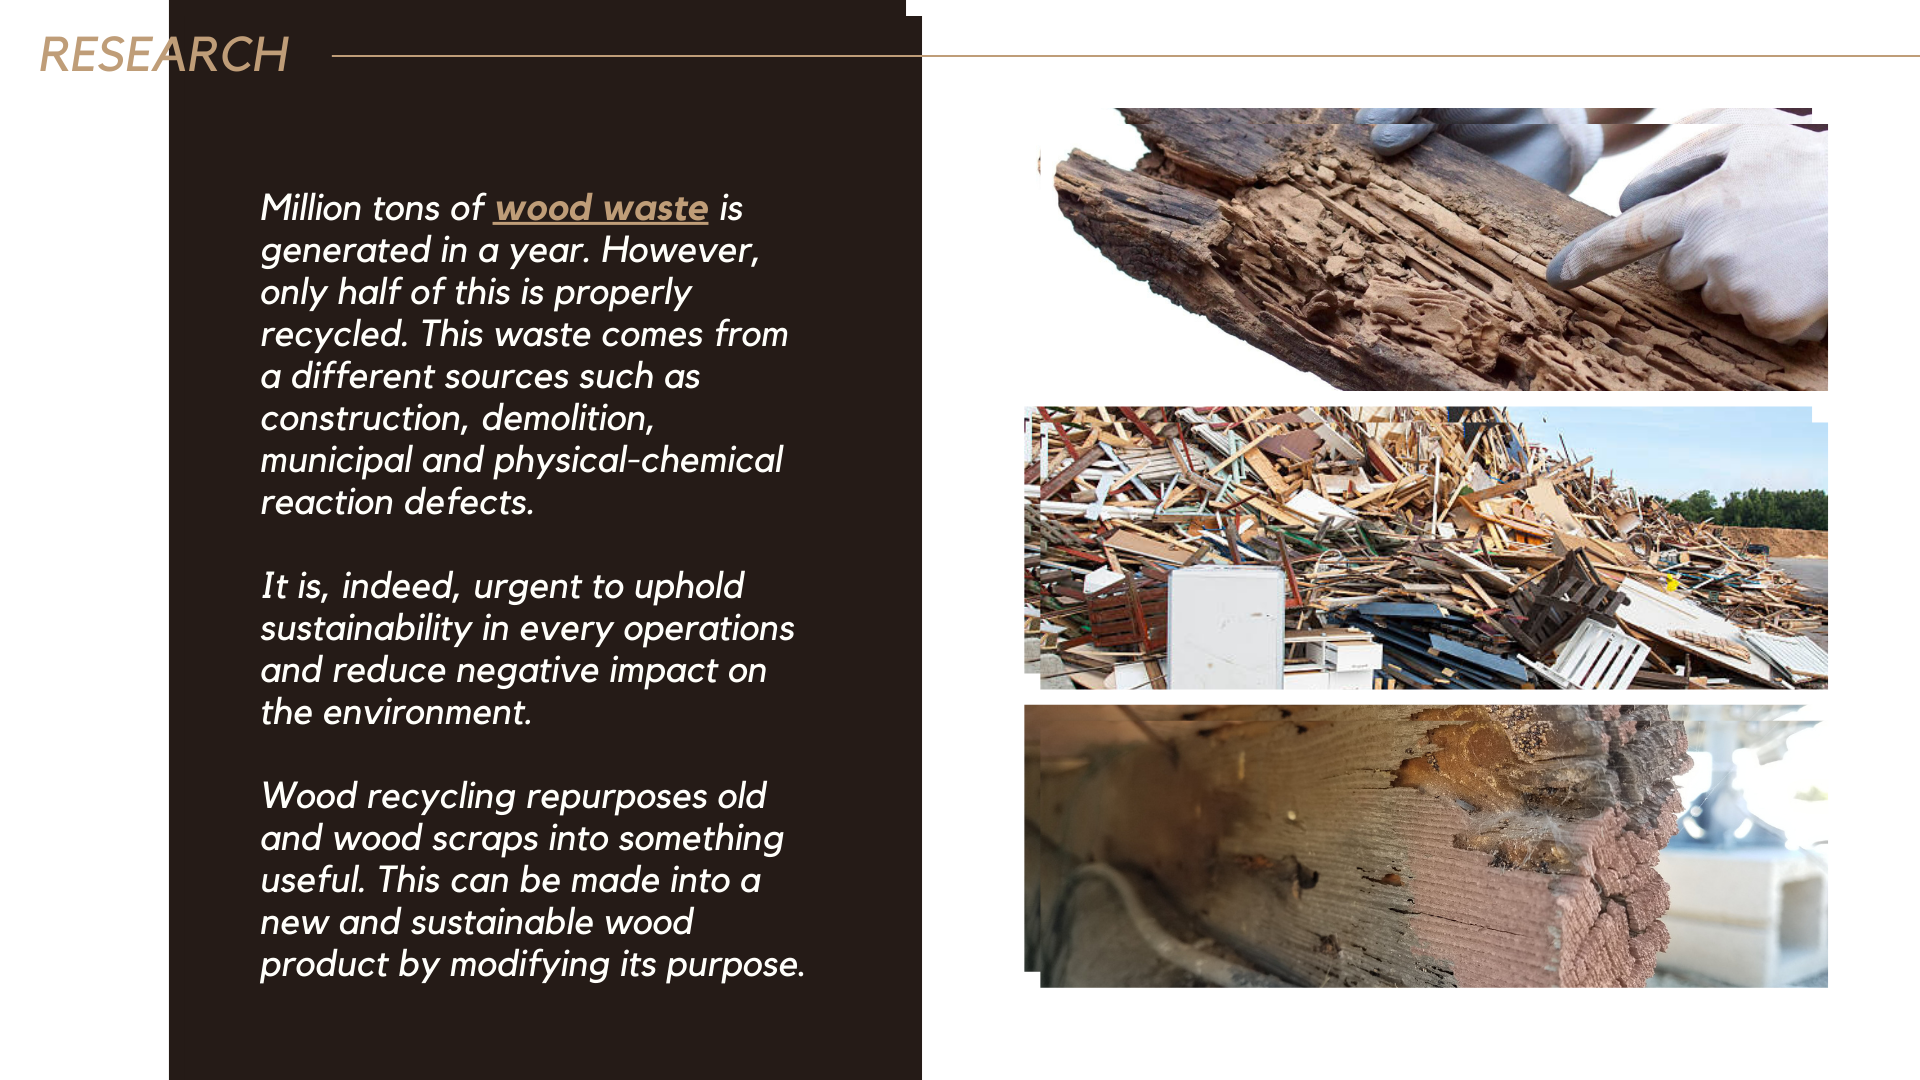 RESEARCH
Million tons of wood waste is
generated in a year. However,
only half of this is properly
recycled. This waste comes from
a different sources such as
construction, demolition,
municipal and physical-chemical
reaction defects.
It is, indeed, urgent to uphold
sustainability in every operations
and reduce negative impact on
the environment.
Wood recycling repurposes old
and wood scraps into something
useful. This can be made into a
new and sustainable wood
product by modifying its purpose.